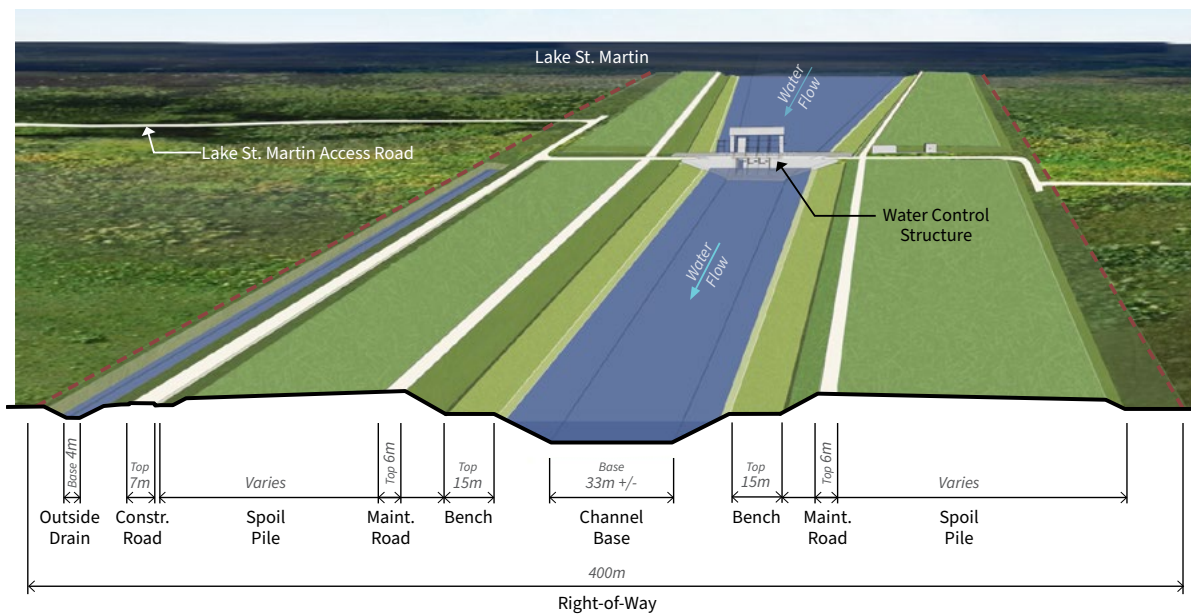 Lake St. Martin
Water
Flow
Lake St. Martin Access Road
Water Control
Structure
Water
Flow
Base 4m
Top
7m
Varies
Top 6m
Top
15m
Base
33m +/-
Top
15m
Top 6m
Varies
Outside
Drain
Constr.
Road
Spoil
Pile
Maint.
Road
Bench
Channel
Base
Bench
Maint.
Road
Spoil
Pile
400m
Right-of-Way